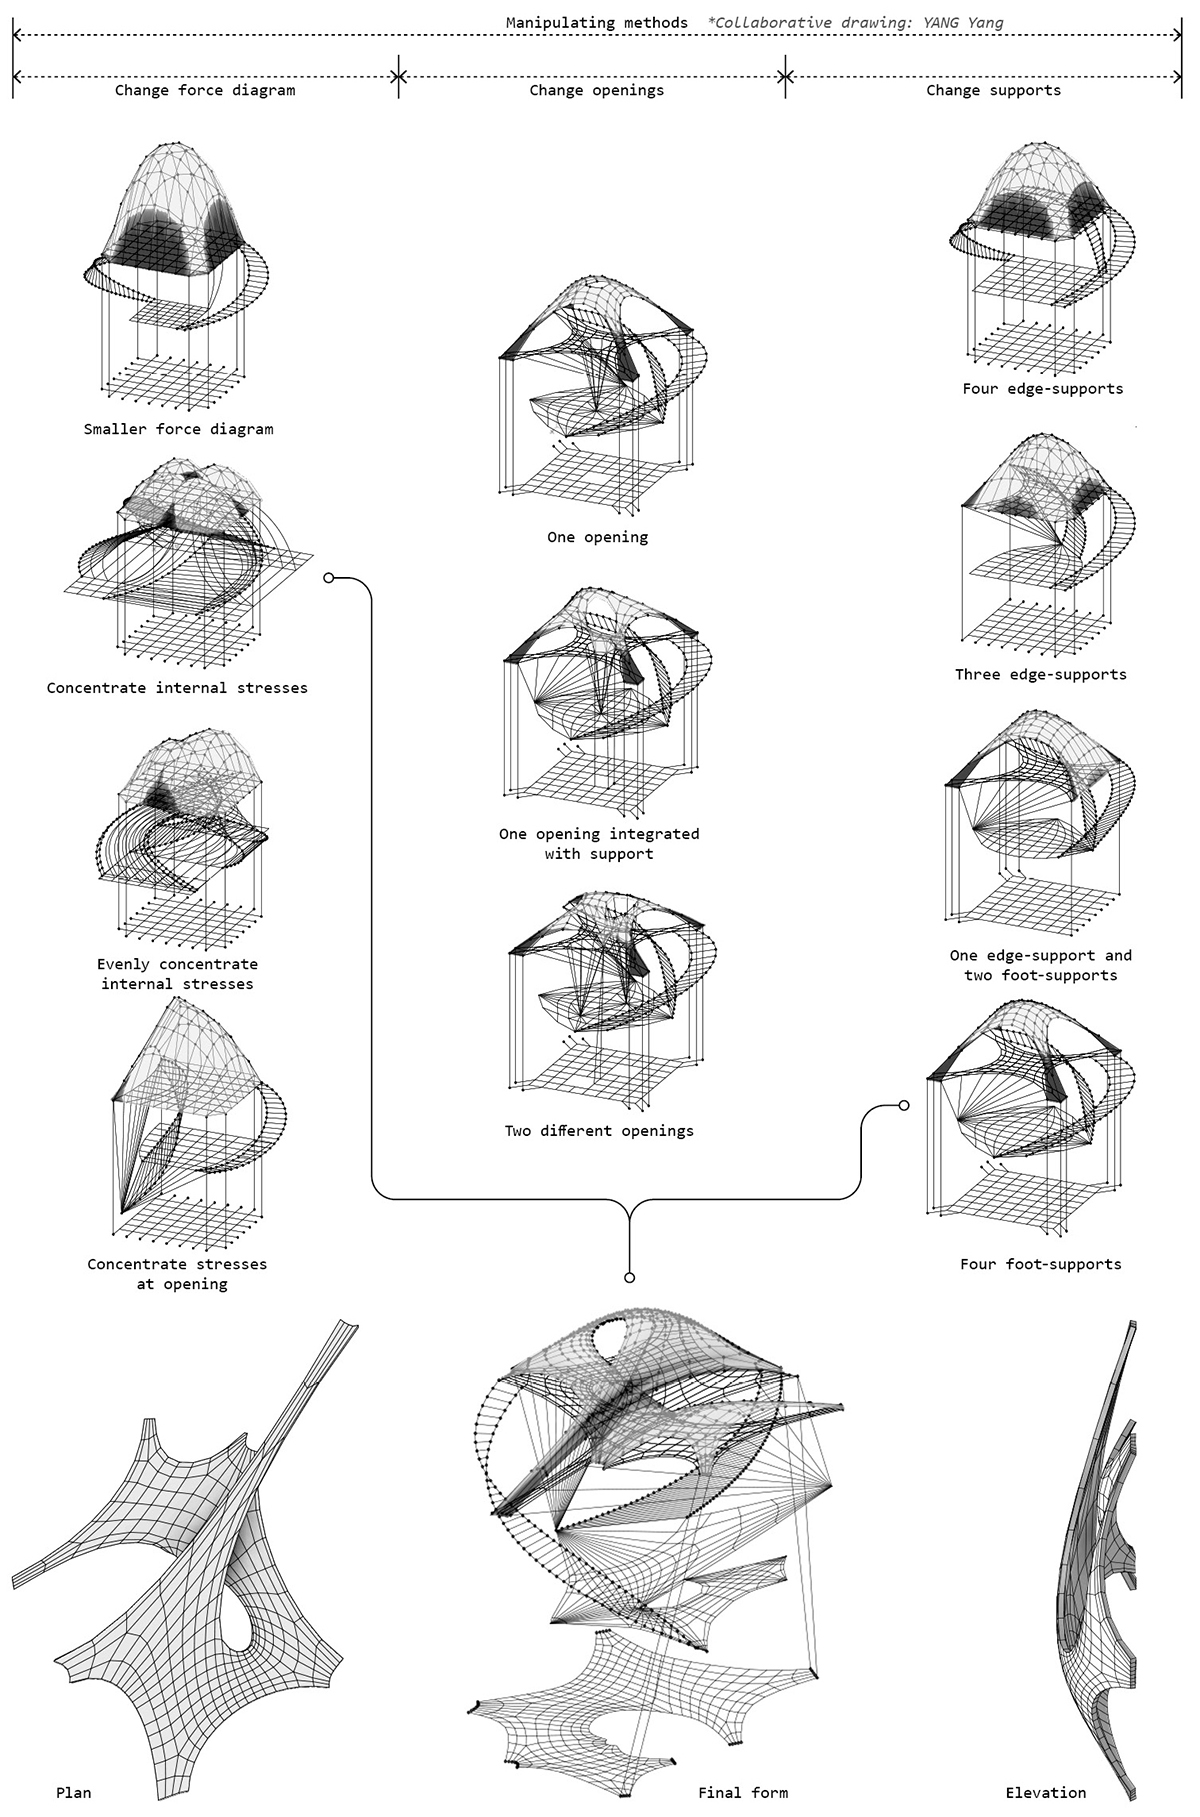 Manipulating methods *Collaborative drawing: YANG Yang
Change force diagram
Change openings
Change supports
Smaller force diagram
Concentrate internal stresses
Evenly concentrate
internal stresses
Concentrate stresses
at opening
One opening
One opening integrated
with support
Two different openings
Four edge-supports
Three edge-supports
One edge-support and
two foot-supports
Four foot-supports
Plan
Final form
Elevation